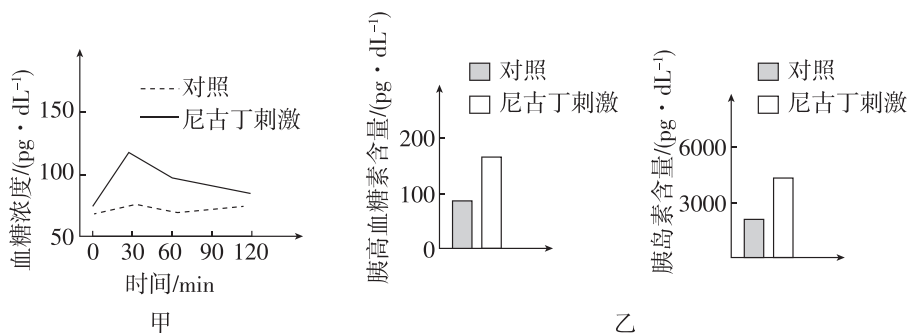 血糖浓度/(pg·dL⁻¹)
150
100
50
0 30 60 90 120
时间/min
对照
尼古丁刺激
甲
胰高血糖素含量/(pg·dL⁻¹)
200
100
0
对照
尼古丁刺激
胰岛素含量/(pg·dL⁻¹)
6000
3000
对照
尼古丁刺激
乙